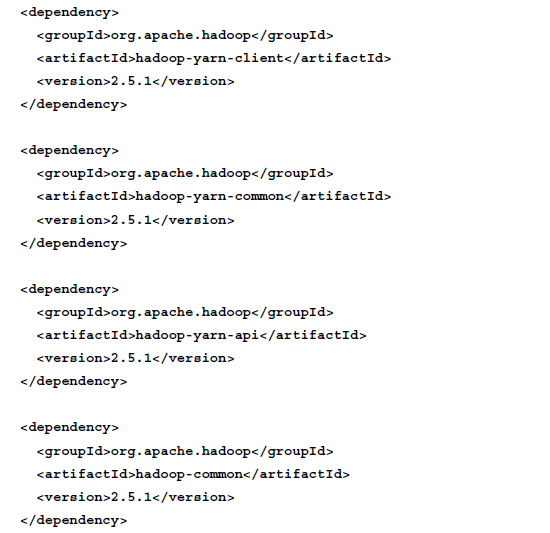 <dependency>
<groupId>org.apache.hadoop</groupId>
<artifactId>hadoop-yarn-client</artifactId>
<version>2.5.1</version>
</dependency>
<dependency>
<groupId>org.apache.hadoop</groupId>
<artifactId>hadoop-yarn-common</artifactId>
<version>2.5.1</version>
</dependency>
<dependency>
<groupId>org.apache.hadoop</groupId>
<artifactId>hadoop-yarn-api</artifactId>
<version>2.5.1</version>
</dependency>
<dependency>
<groupId>org.apache.hadoop</groupId>
<artifactId>hadoop-common</artifactId>
<version>2.5.1</version>
</dependency>